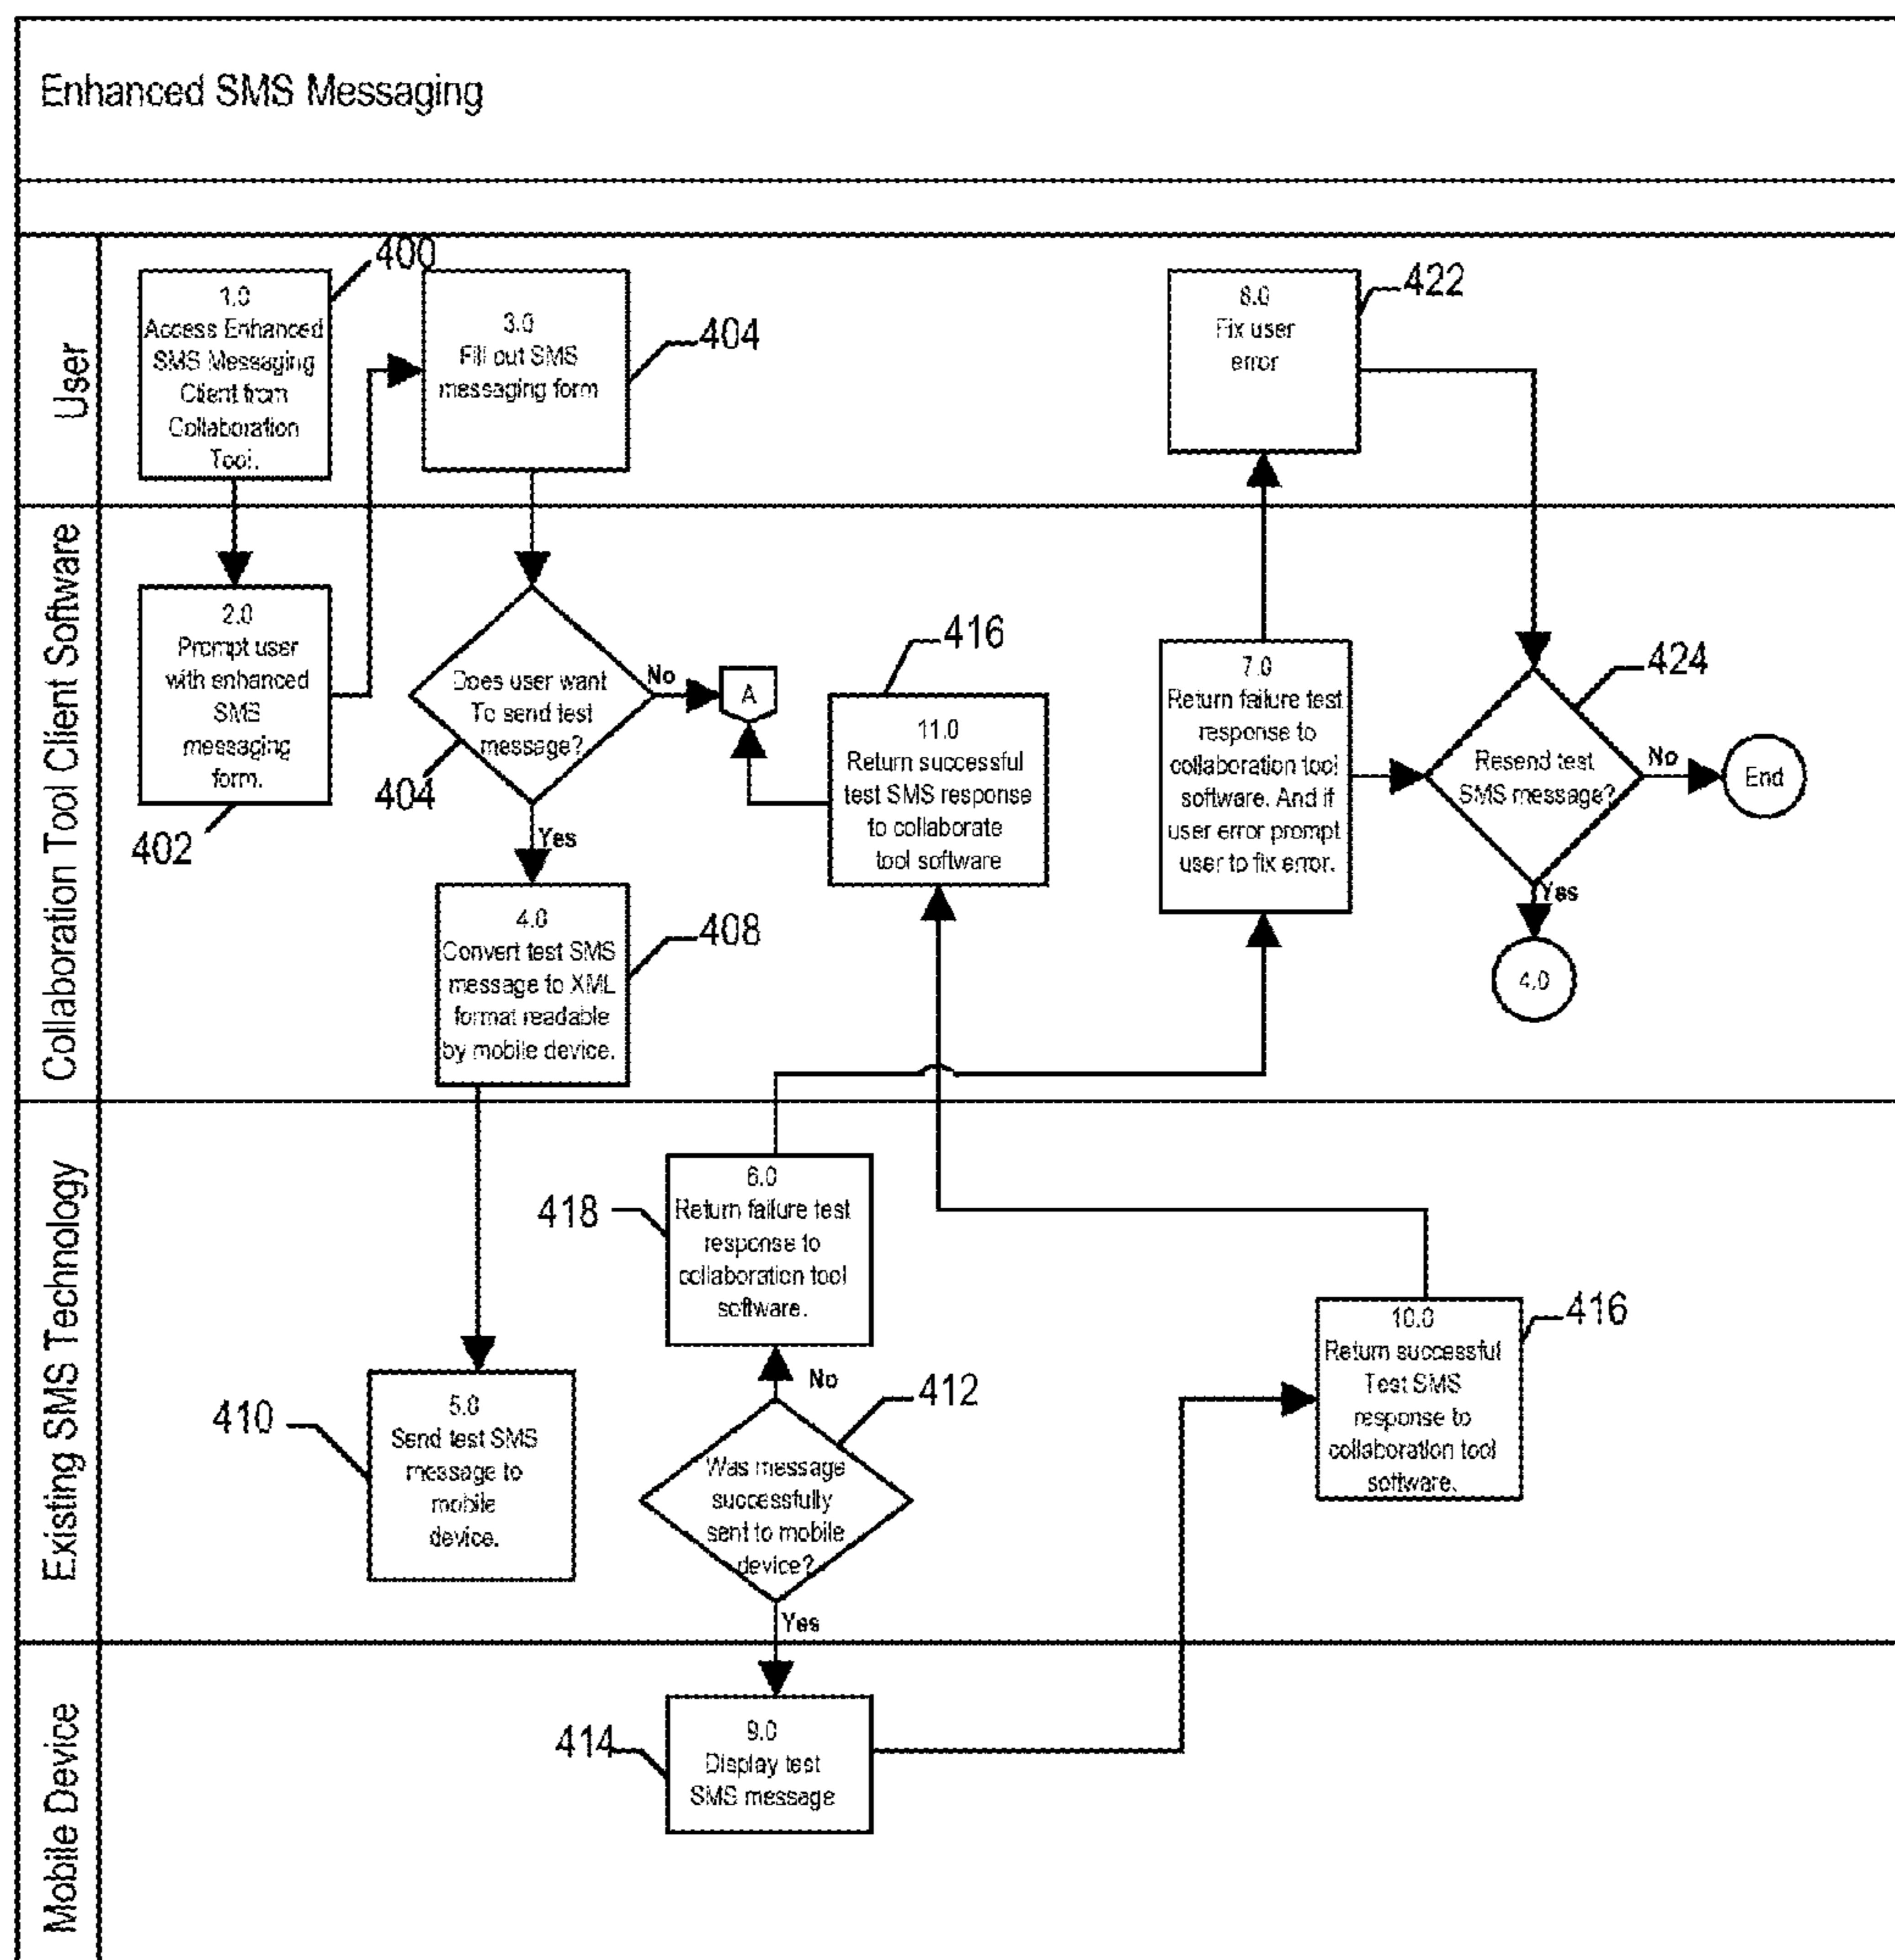 Enhanced SMS Messaging
User
400
1.0
Access Enhanced
SMS Messaging
Client from
Collaboration
Tool.
3.0
Fill out SMS
messaging form
404
8.0
Fix user
error
422
Collaboration Tool Client Software
2.0
Prompt user
with enhanced
SMS
messaging
form.
402
Does user want
To send test
message?
404
No
A
Yes
416
11.0
Return successful
test SMS response
to collaborate
tool software
7.0
Return failure test
response to
collaboration tool
software. And if
user error prompt
user to fix error.
424
Resend test
SMS message?
No
End
Yes
4.0
4.0
Convert test SMS
message to XML
format readable
by mobile device.
408
Existing SMS Technology
410
5.0
Send test SMS
message to
mobile
device.
418
6.0
Return failure test
response to
collaboration tool
software.
No
412
Was message
successfully
sent to mobile
device?
Yes
10.0
Return successful
Test SMS
response to
collaboration tool
software.
416
Mobile Device
414
9.0
Display test
SMS message